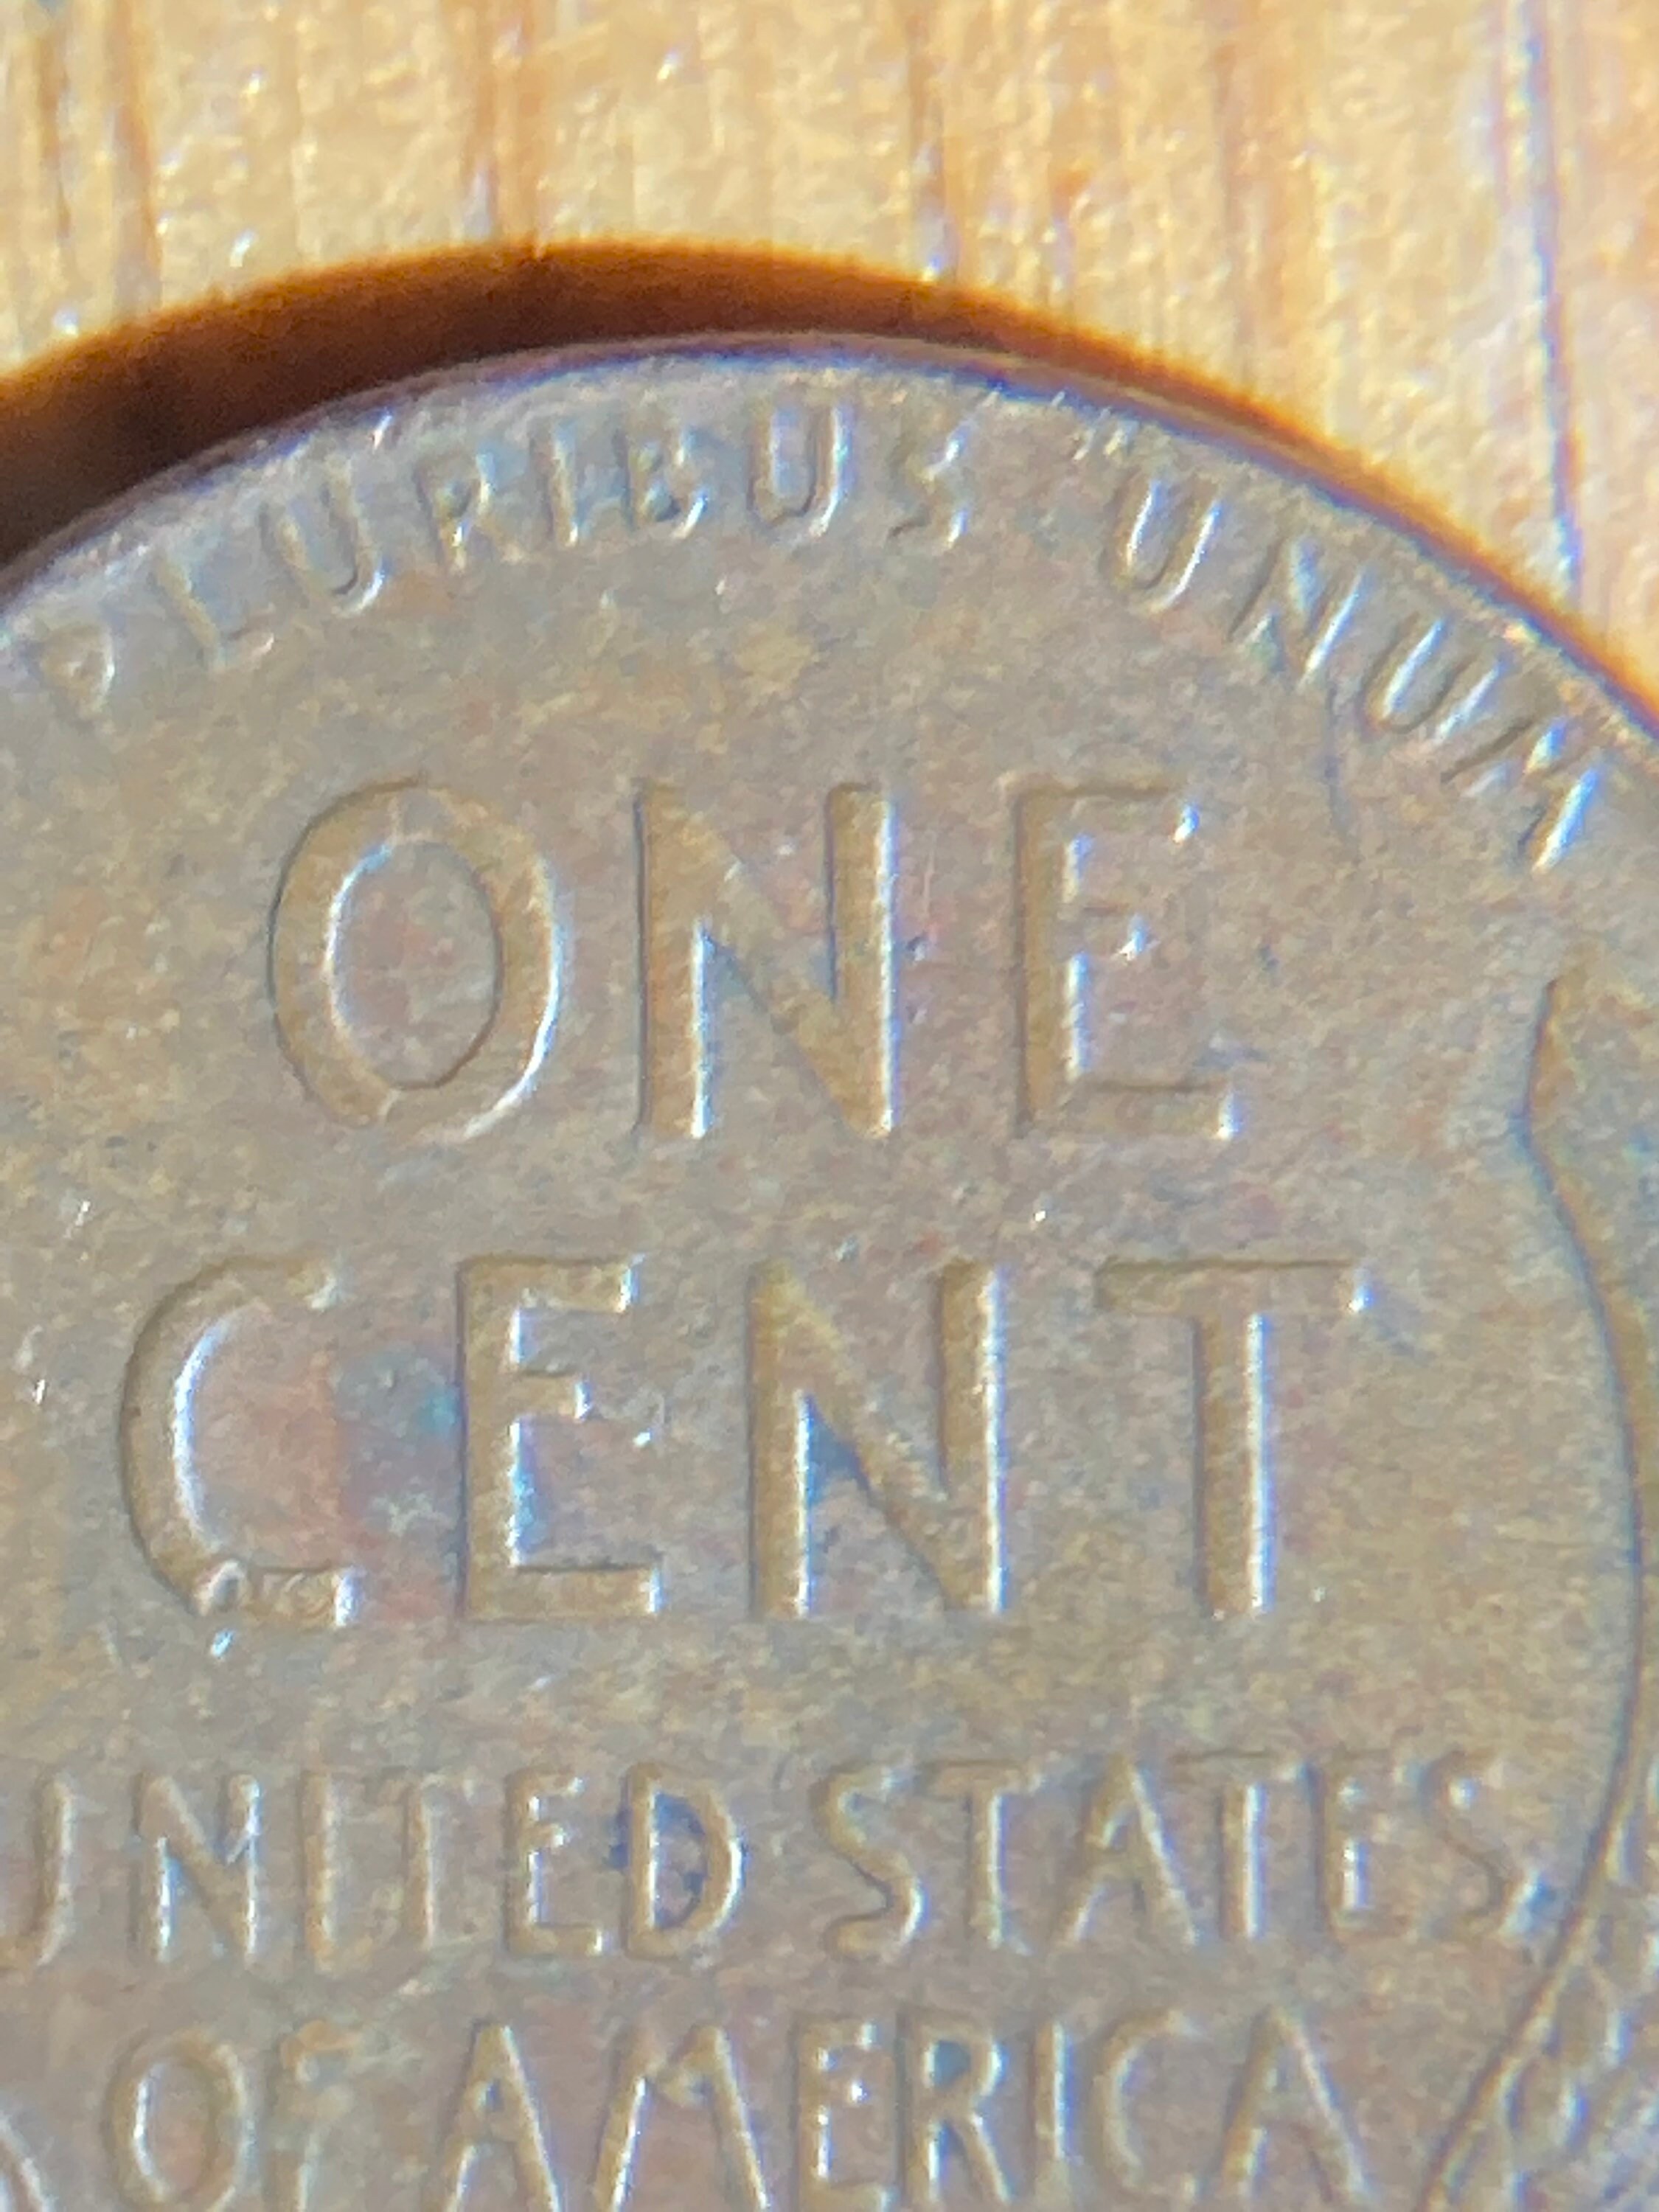 PLURIBUS UNUM
ONE
CENT
UNITED STATES
OF AMERICA